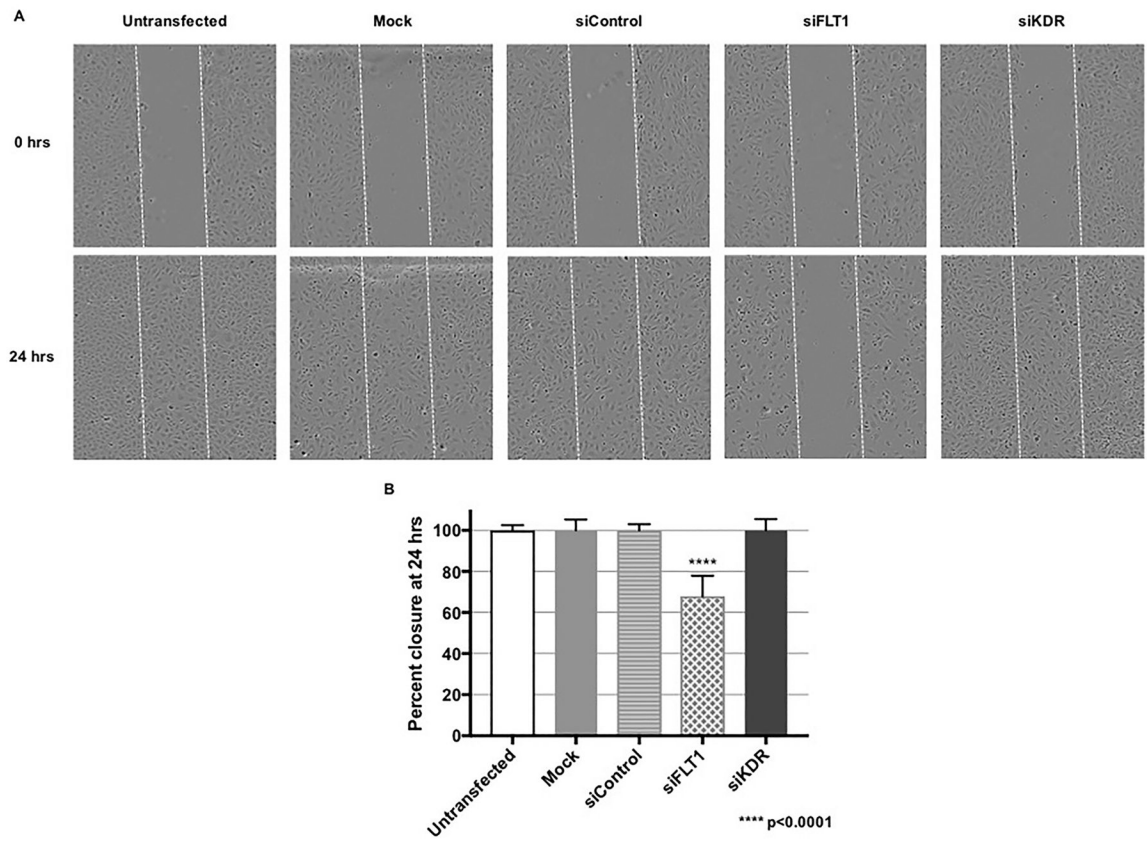 A
Untransfected Mock siControl siFLT1 siKDR
0 hrs
24 hrs
B
Percent closure at 24 hrs
100
80
60
40
20
0
****
Untransfected Mock siControl siFLT1 siKDR
**** p<0.0001